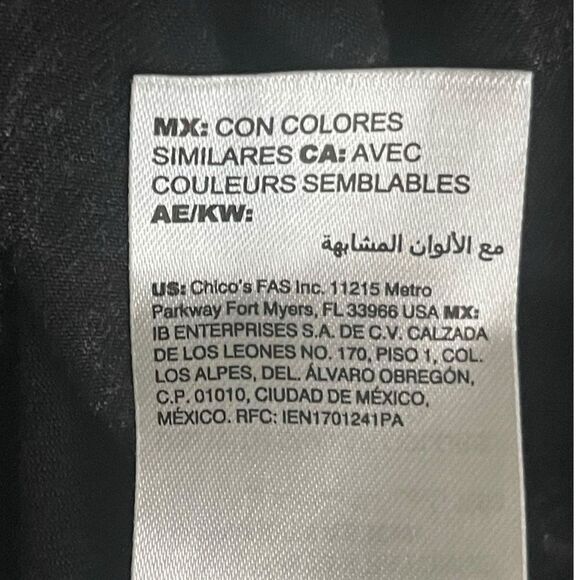 MX: CON COLORES
SIMILARES CA: AVEC
COULEURS SEMBLABLES
AE/KW:
مع الألوان المشابهة
US: Chico's FAS Inc. 11215 Metro
Parkway Fort Myers, FL 33966 USA MX:
IB ENTERPRISES S.A. DE C.V. CALZADA
DE LOS LEONES NO. 170, PISO 1, COL.
LOS ALPES, DEL. ÁLVARO OBREGÓN,
C.P. 01010, CIUDAD DE MÉXICO,
MÉXICO. RFC: IEN1701241PA